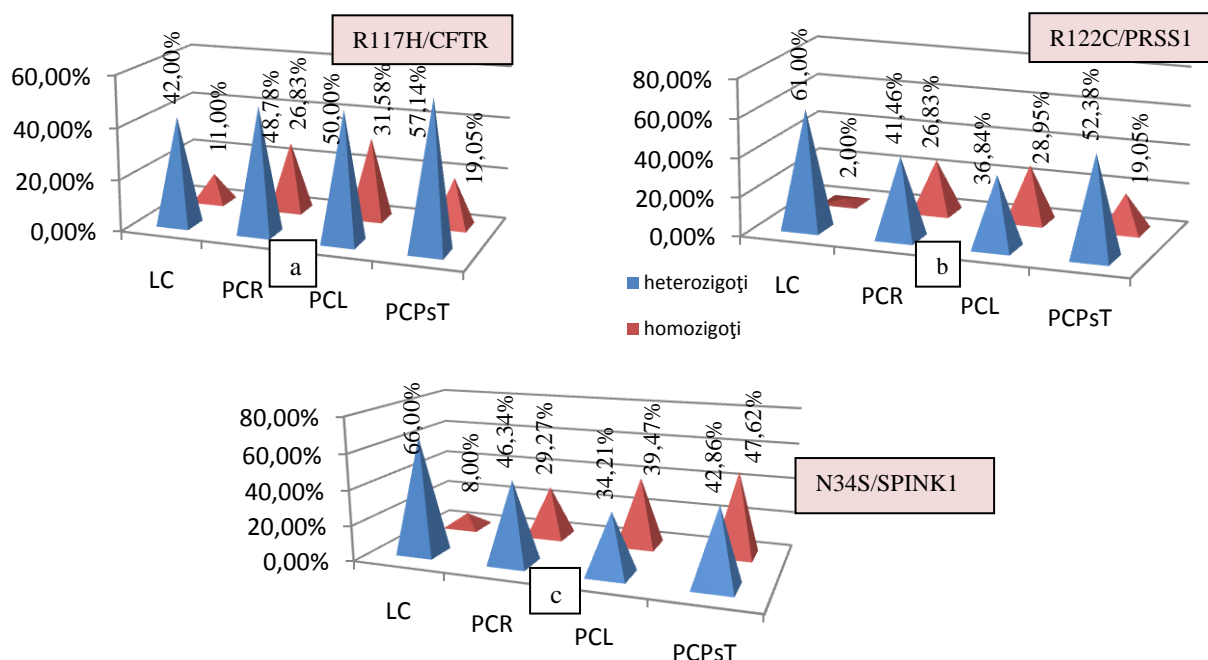 R117H/CFTR
60,00%
40,00%
20,00%
0,00%
42,00%
11,00%
48,78%
26,83%
50,00%
31,58%
57,14%
19,05%
LC
PCR
PCL
PCPsT
a
R122C/PRSS1
80,00%
60,00%
40,00%
20,00%
0,00%
61,00%
2,00%
41,46%
26,83%
36,84%
28,95%
52,38%
19,05%
LC
PCR
PCL
PCPsT
b
heterozigoţi
homozigoţi
N34S/SPINK1
80,00%
60,00%
40,00%
20,00%
0,00%
66,00%
8,00%
46,34%
29,27%
34,21%
39,47%
42,86%
47,62%
LC
PCR
PCL
PCPsT
c